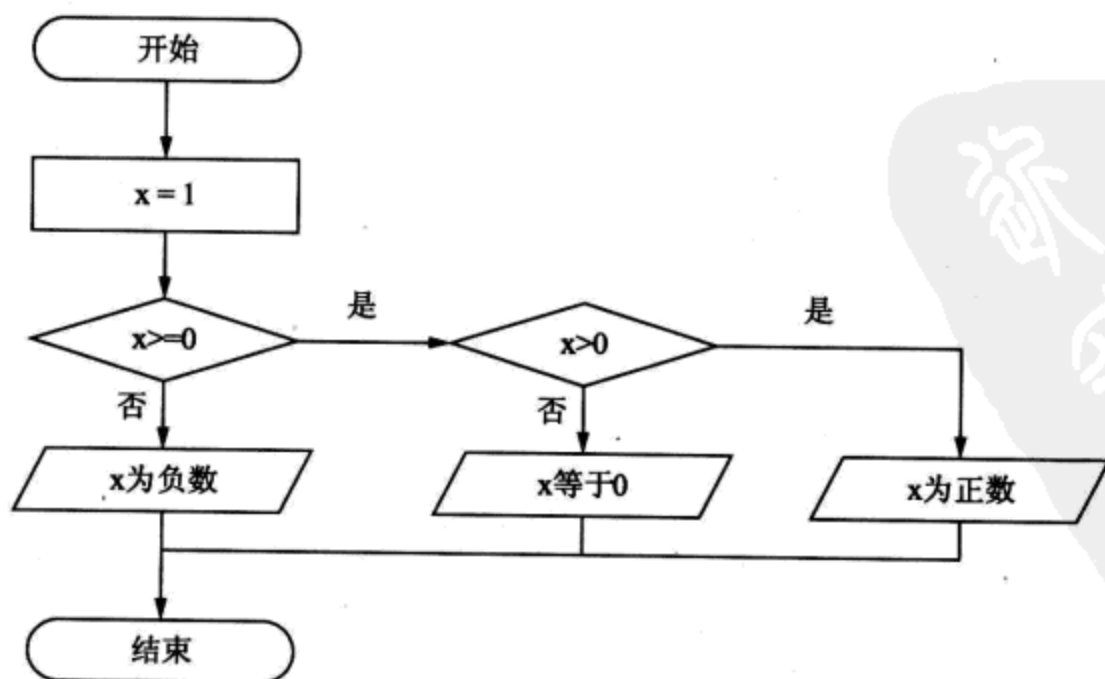 开始
x = 1
x>=0
是
x>0
是
否
x为负数
否
x等于0
x为正数
结束